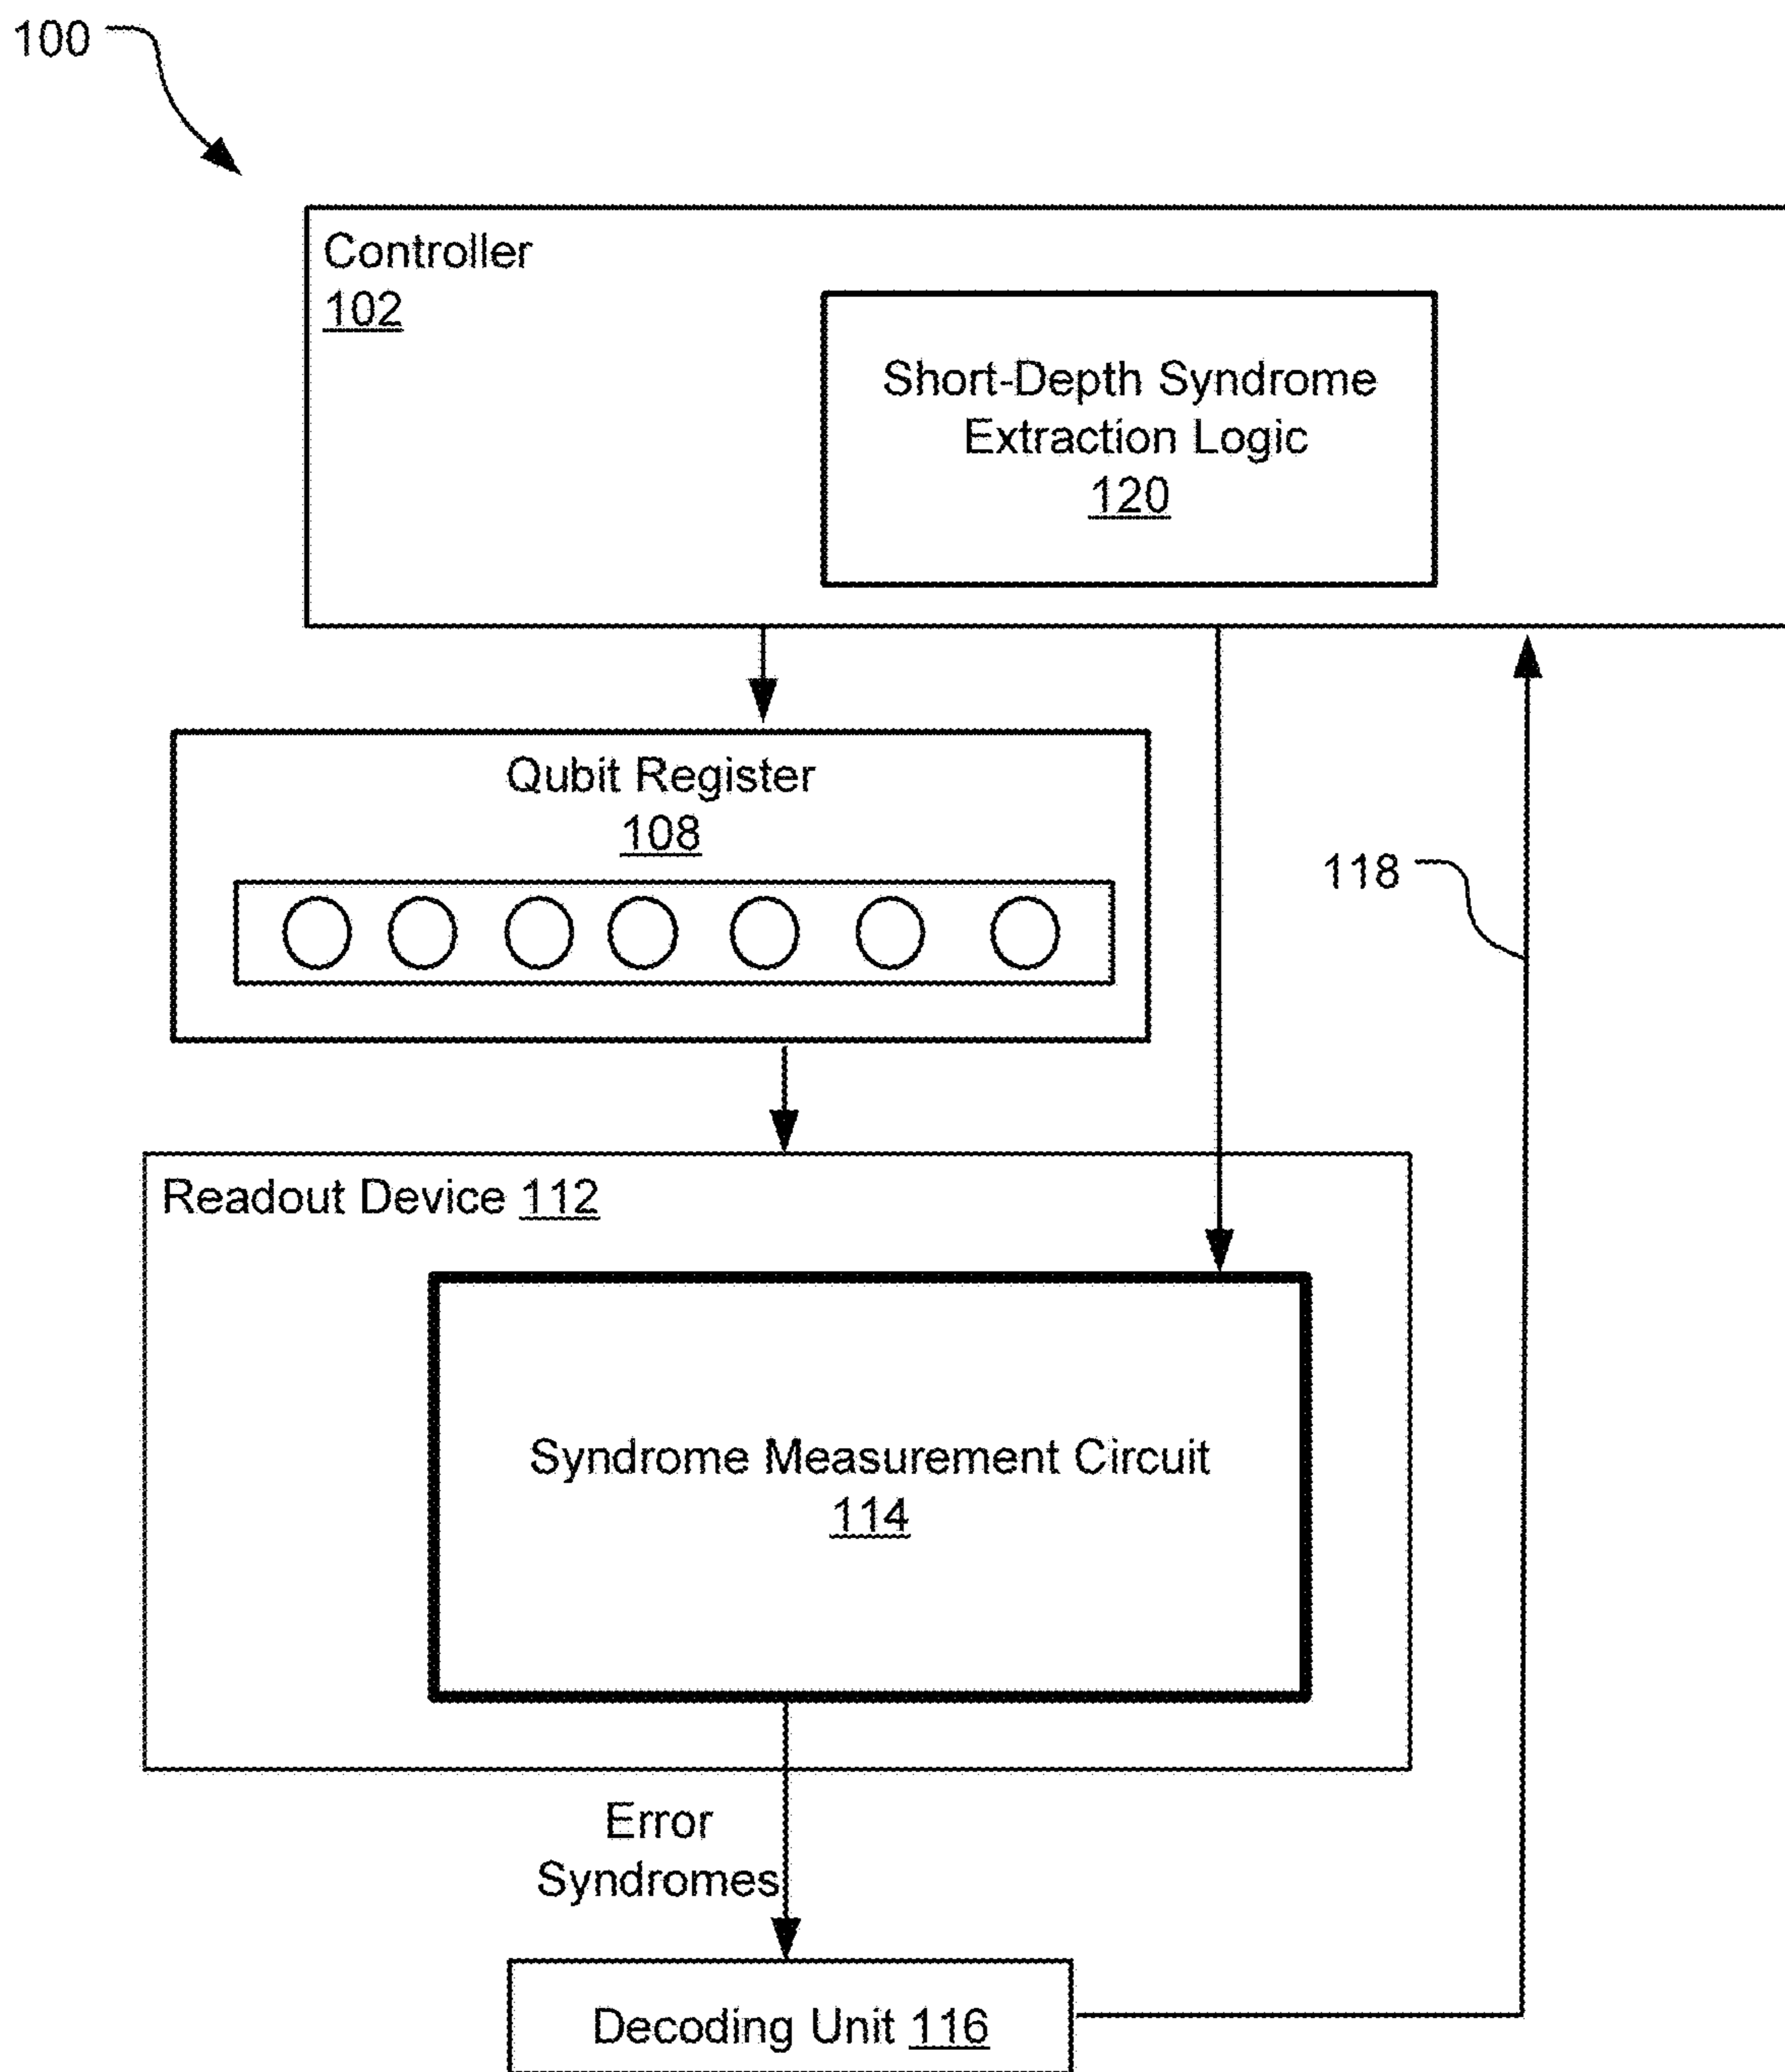 100
Controller
102
Short-Depth Syndrome
Extraction Logic
120
Qubit Register
108
118
Readout Device 112
Syndrome Measurement Circuit
114
Error
Syndromes
Decoding Unit 116